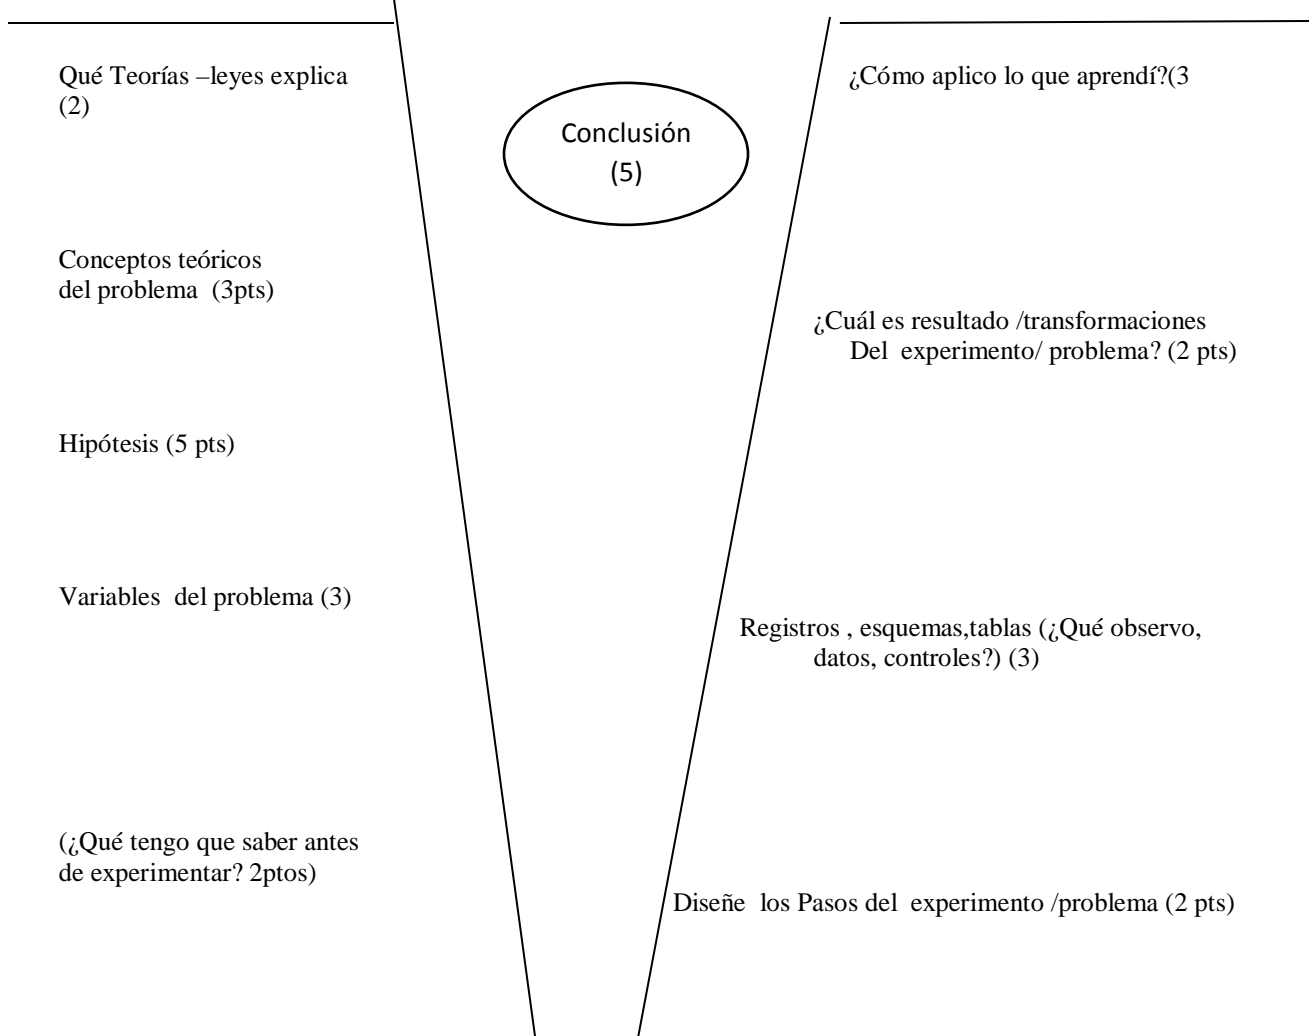 Qué Teorías –leyes explica
(2)
Conceptos teóricos
del problema  (3pts)
Hipótesis (5 pts)
Variables  del problema (3)
(¿Qué tengo que saber antes
de experimentar? 2ptos)
Conclusión
(5)
¿Cómo aplico lo que aprendí?(3
¿Cuál es resultado /transformaciones
Del  experimento/ problema? (2 pts)
Registros , esquemas,tablas (¿Qué observo,
datos, controles?) (3)
Diseñe  los Pasos del  experimento /problema (2 pts)